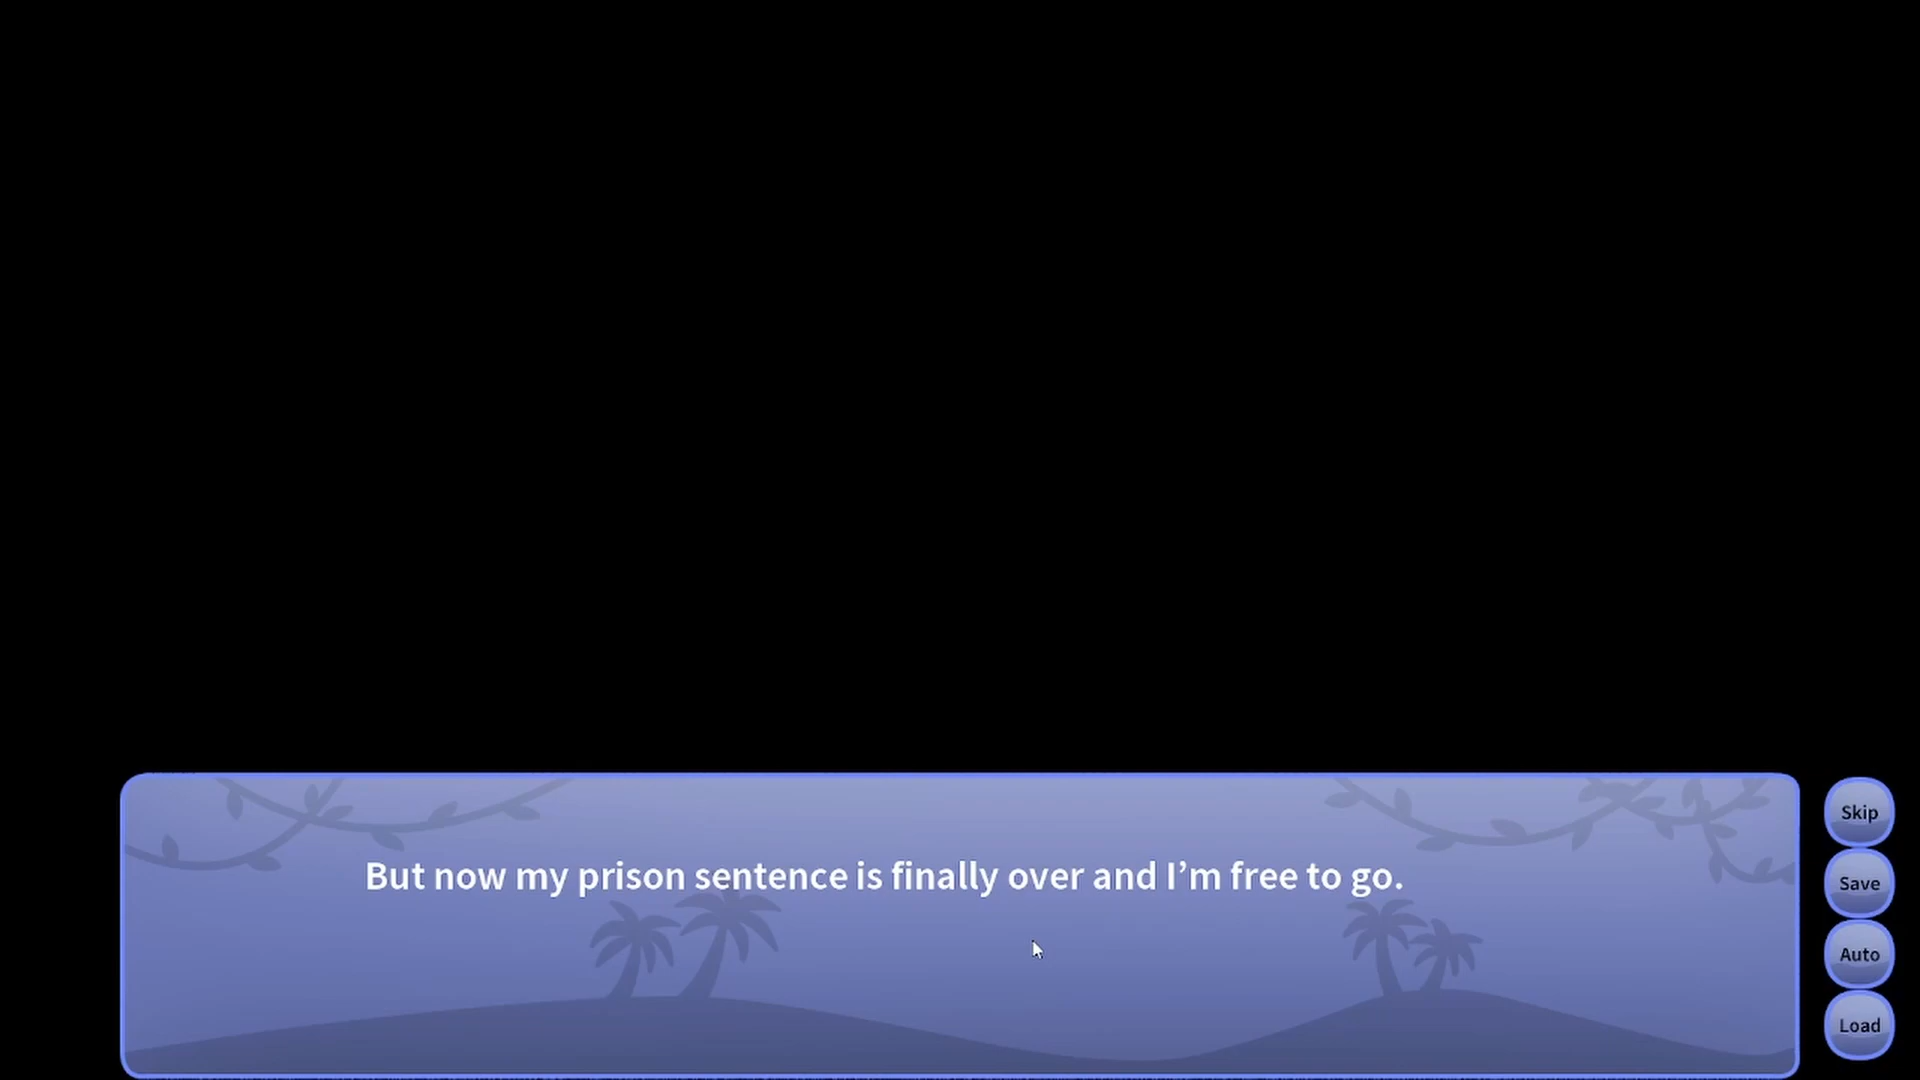 But now my prison sentence is finally over and I’m free to go.
Skip
Save
Auto
Load